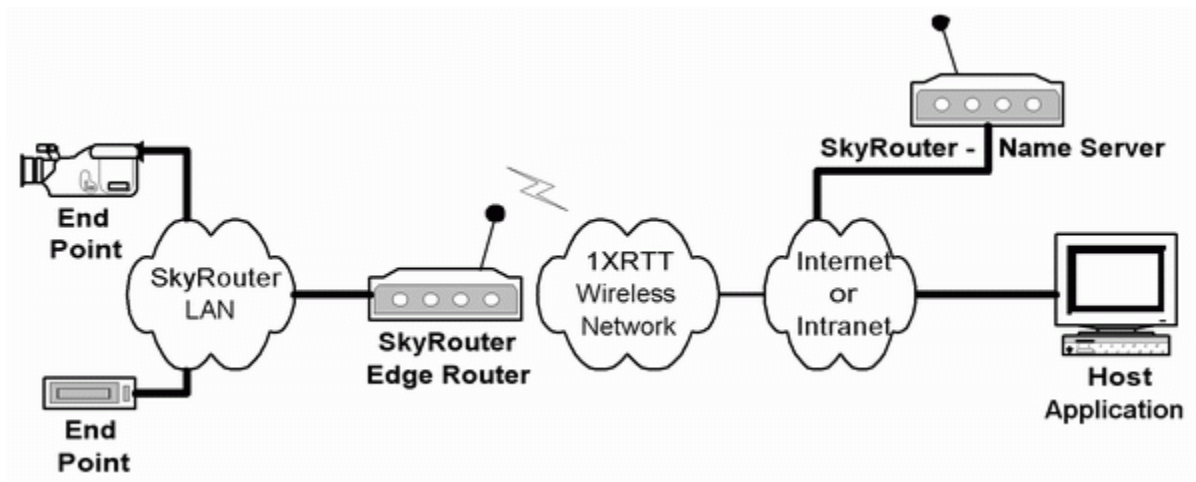 SkyRouter - Name Server
End
Point
SkyRouter
LAN
SkyRouter
Edge Router
1XRTT
Wireless
Network
Internet
or
Intranet
Host
Application
End
Point